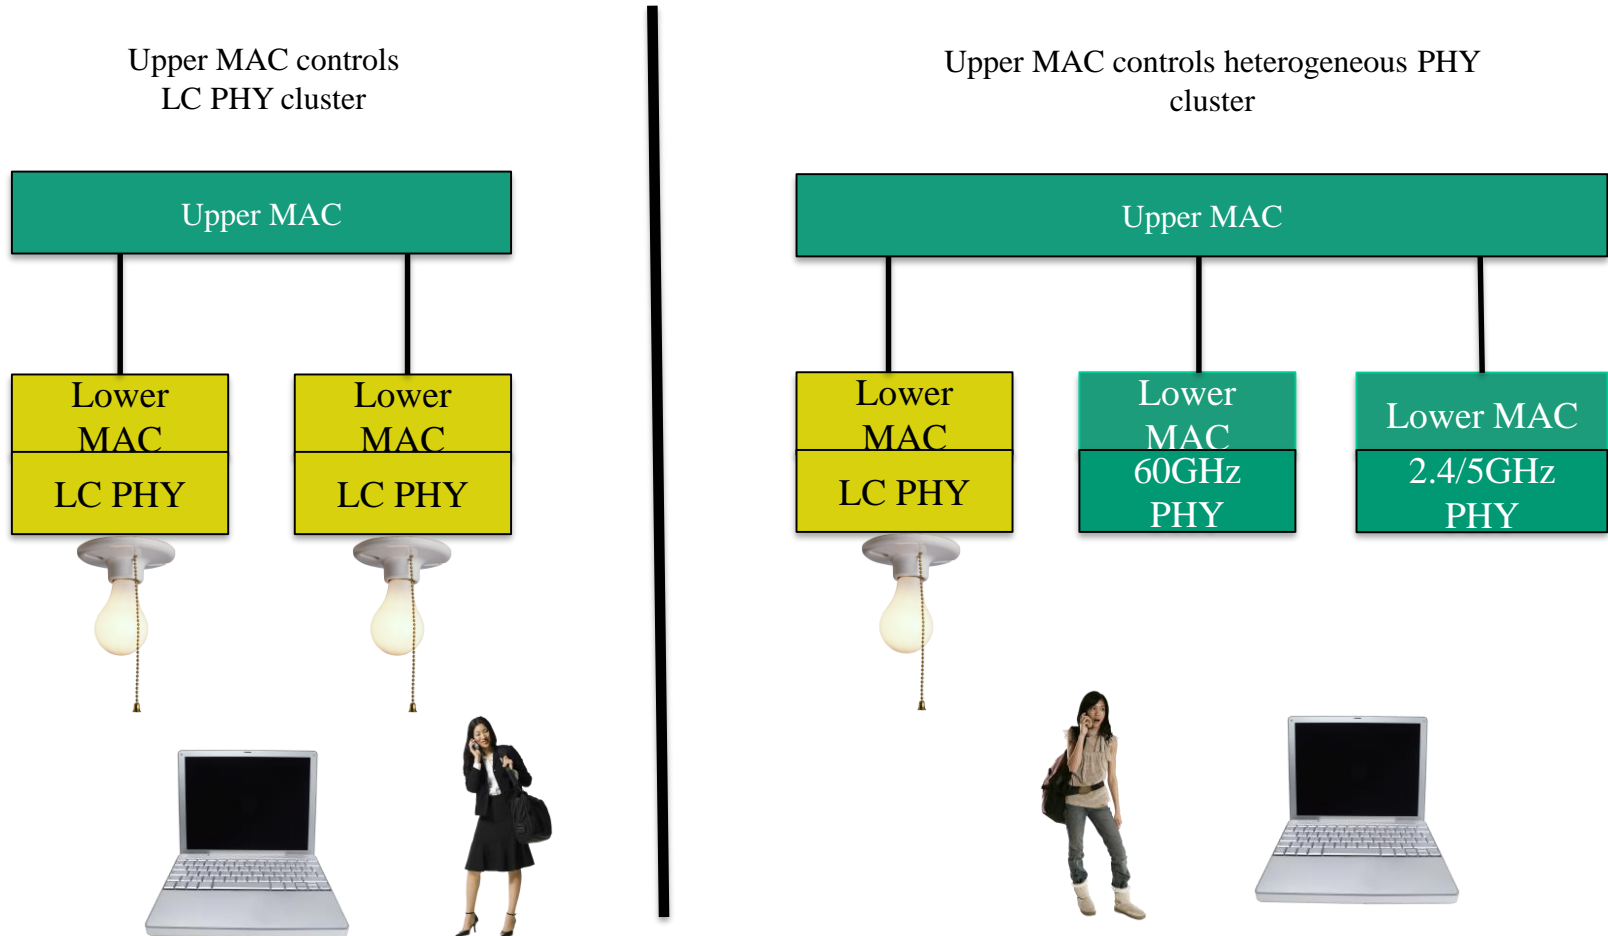 Upper MAC controls
LC PHY cluster
Upper MAC
Lower
MAC
LC PHY
Lower
MAC
LC PHY
Upper MAC controls heterogeneous PHY
cluster
Upper MAC
Lower
MAC
LC PHY
Lower
MAC
60GHz
PHY
Lower MAC
2.4/5GHz
PHY